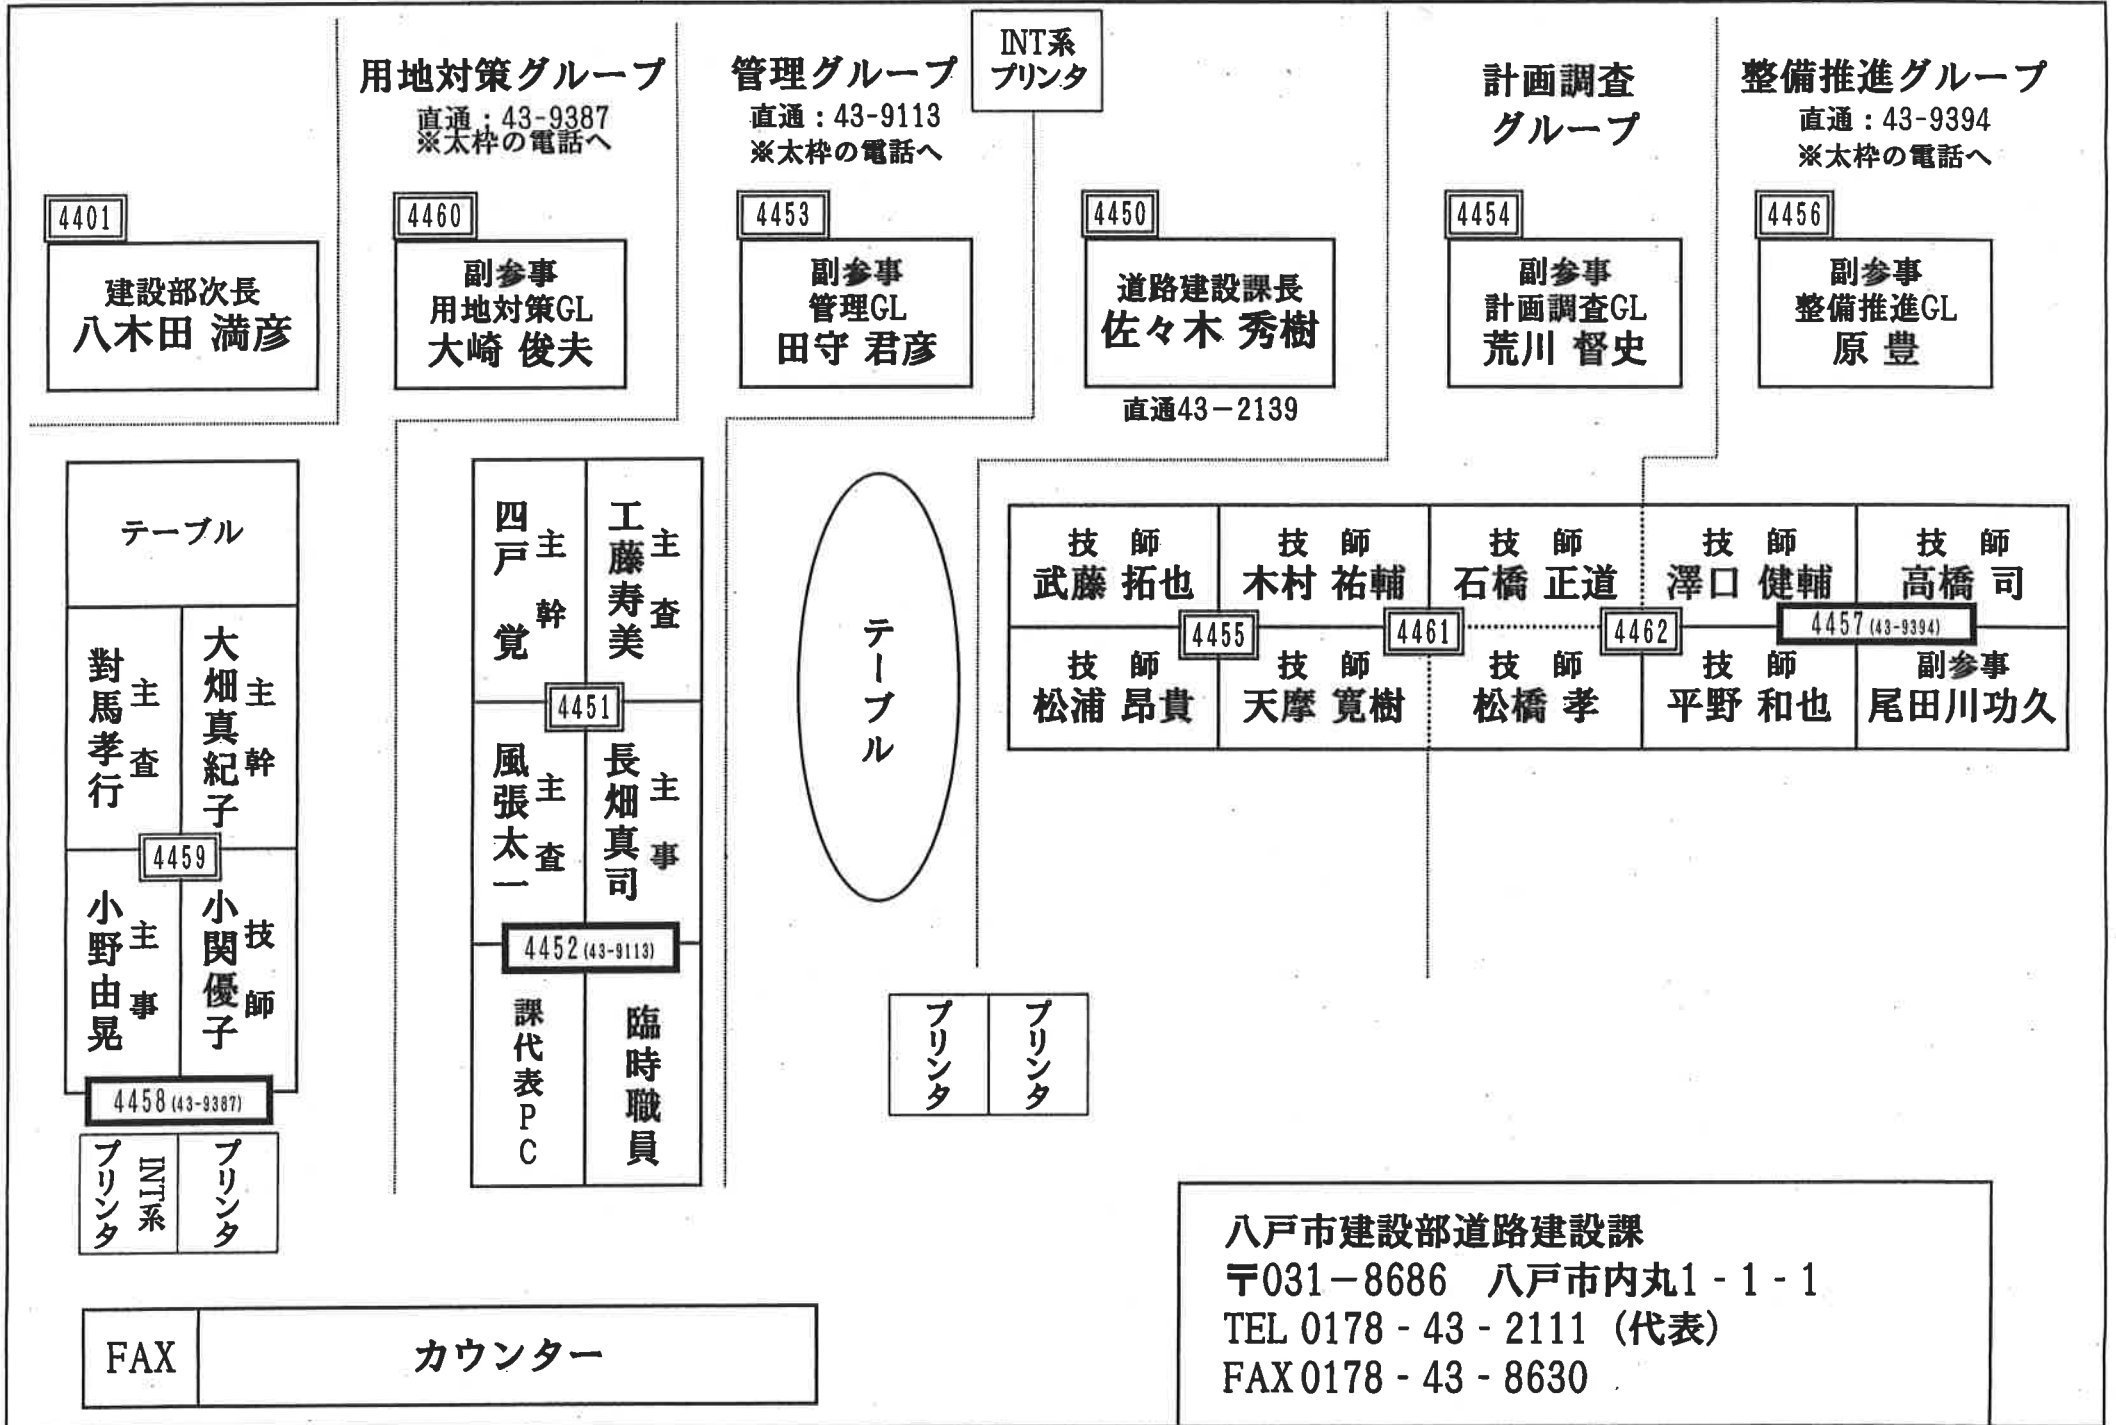 INT系
プリンタ
用地対策グループ
直通：43-9387
※太枠の電話へ
管理グループ
直通：43-9113
※太枠の電話へ
計画調査
グループ
整備推進グループ
直通：43-9394
※太枠の電話へ
4401
建設部次長
八木田 満彦
4460
副参事
用地対策GL
大崎 俊夫
4453
副参事
管理GL
田守 君彦
4450
道路建設課長
佐々木 秀樹
直通43－2139
4454
副参事
計画調査GL
荒川 督史
4456
副参事
整備推進GL
原 豊
テーブル
主査
對馬孝行
主幹
大畑真紀子
4459
主事
小野由晃
技師
小関優子
4458(43-9387)
INT系
プリンタ
プリンタ
主幹
四戸 覚
主査
工藤寿美
4451
主査
風張太一
主事
長畑真司
4452(43-9113)
課代表PC
臨時職員
テーブル
プリンタ
プリンタ
技 師
武藤 拓也
技 師
木村 祐輔
技 師
石橋 正道
技 師
澤口 健輔
技 師
高橋 司
4455
4461
4462
4457(43-9394)
技 師
松浦 昂貴
技 師
天摩 寛樹
技 師
松橋 孝
技 師
平野 和也
副参事
尾田川功久
FAX
カウンター
八戸市建設部道路建設課
〒031－8686 八戸市内丸1 - 1 - 1
TEL 0178 - 43 - 2111（代表）
FAX 0178 - 43 - 8630